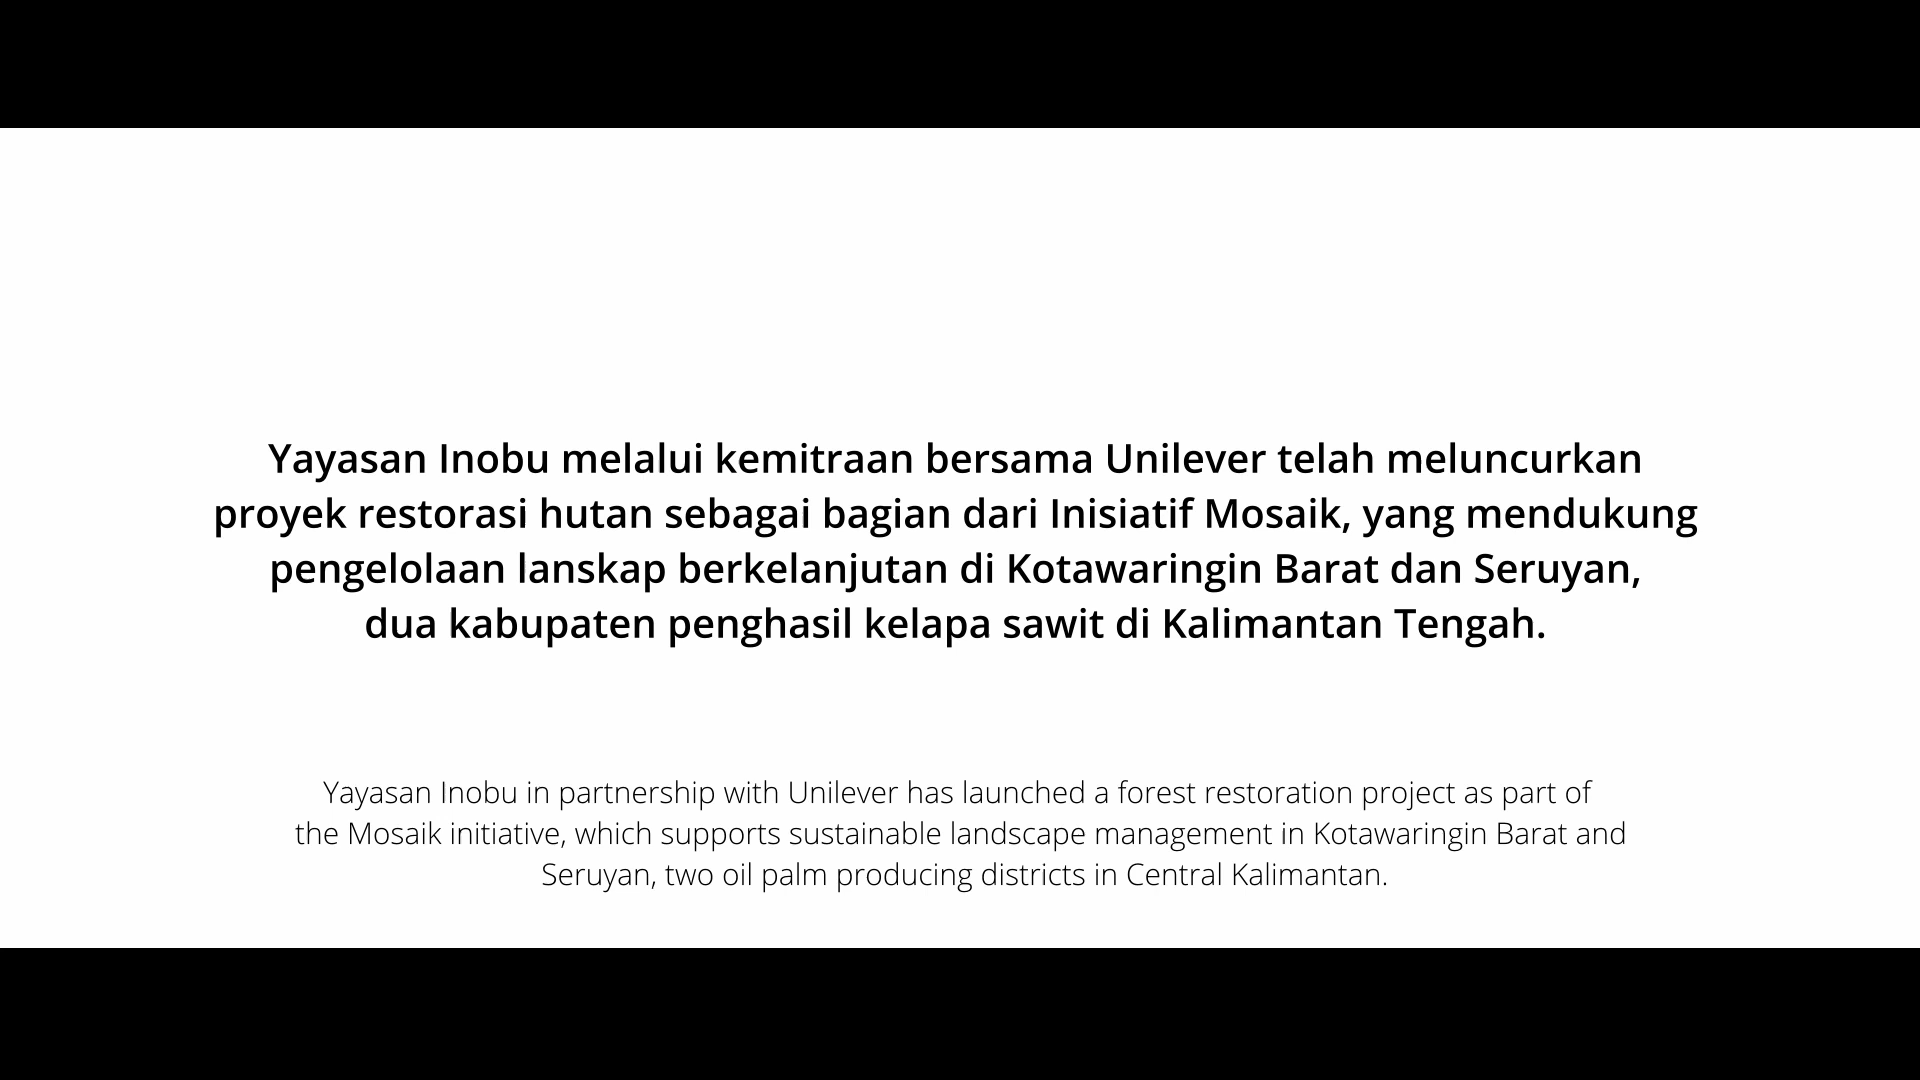 Yayasan Inobu melalui kemitraan bersama Unilever telah meluncurkan
proyek restorasi hutan sebagai bagian dari Inisiatif Mosaik, yang mendukung
pengelolaan lanskap berkelanjutan di Kotawaringin Barat dan Seruyan,
dua kabupaten penghasil kelapa sawit di Kalimantan Tengah.
Yayasan Inobu in partnership with Unilever has launched a forest restoration project as part of
the Mosaik initiative, which supports sustainable landscape management in Kotawaringin Barat and
Seruyan, two oil palm producing districts in Central Kalimantan.